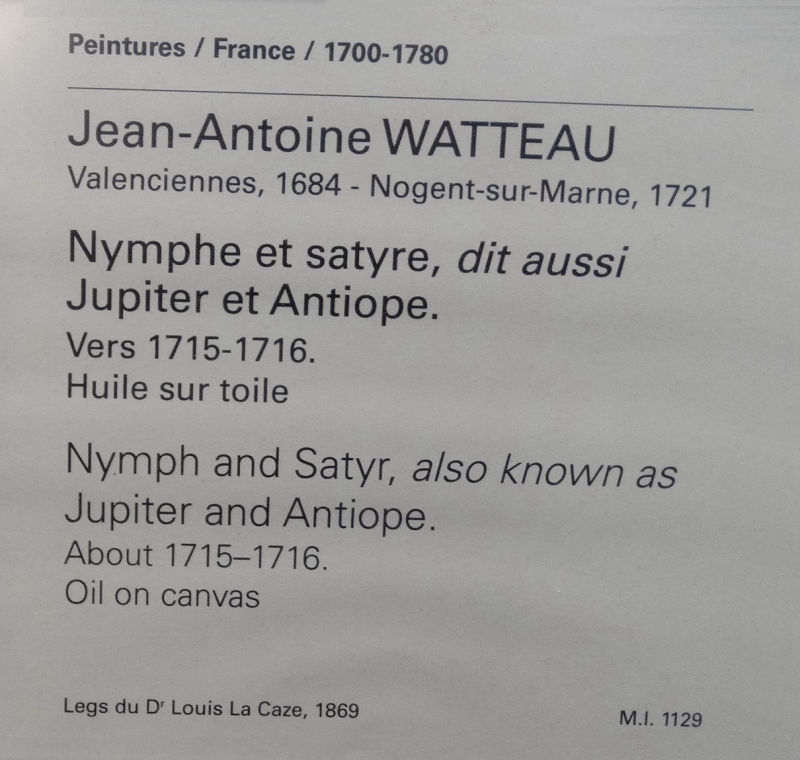 Peintures / France / 1700-1780
Jean-Antoine WATTEAU
Valenciennes, 1684 - Nogent-sur-Marne, 1721
Nymphe et satyre, dit aussi
Jupiter et Antiope.
Vers 1715-1716.
Huile sur toile
Nymph and Satyr, also known as
Jupiter and Antiope.
About 1715–1716.
Oil on canvas
Legs du Dʳ Louis La Caze, 1869
M.I. 1129